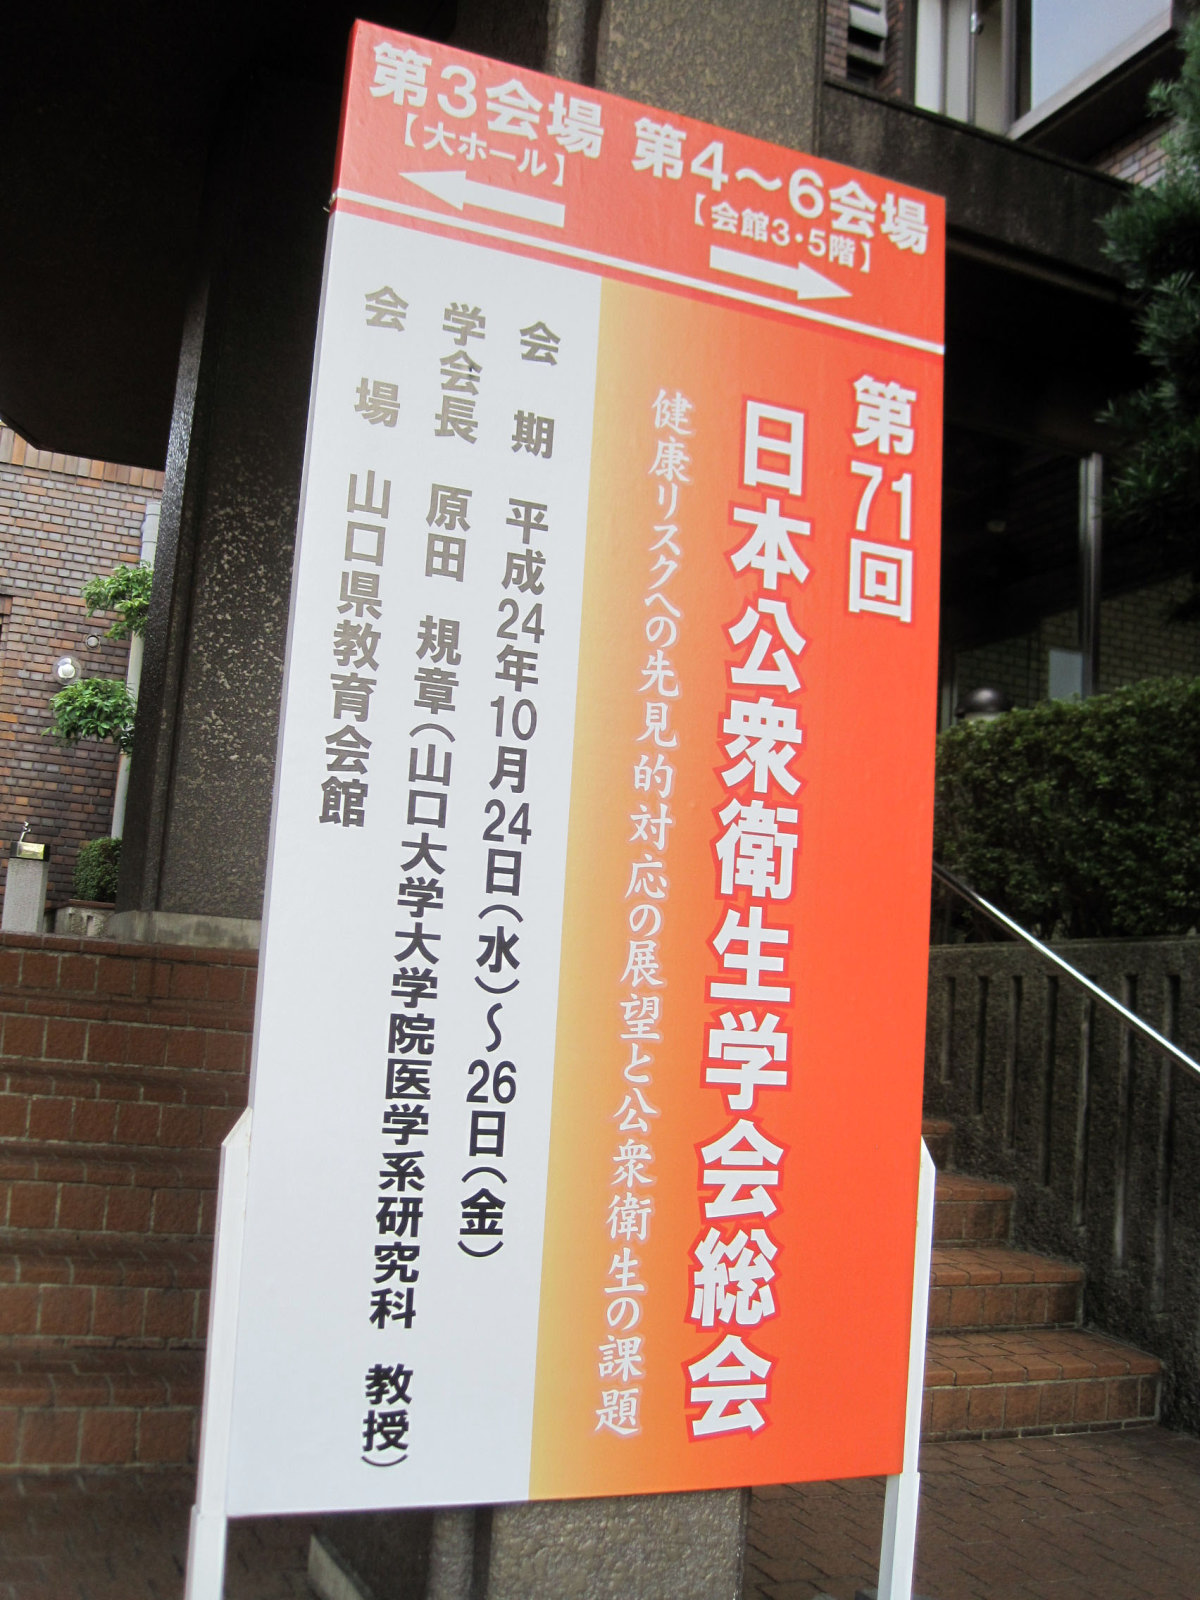 第3会場
【大ホール】
第4～6会場
【会館3・5階】
第71回
日本公衆衛生学会総会
健康リスクへの先見的対応の展望と公衆衛生の課題
会 期 平成24年10月24日(水)～26日(金)
学会長 原田 規章(山口大学大学院医学系研究科 教授)
会 場 山口県教育会館